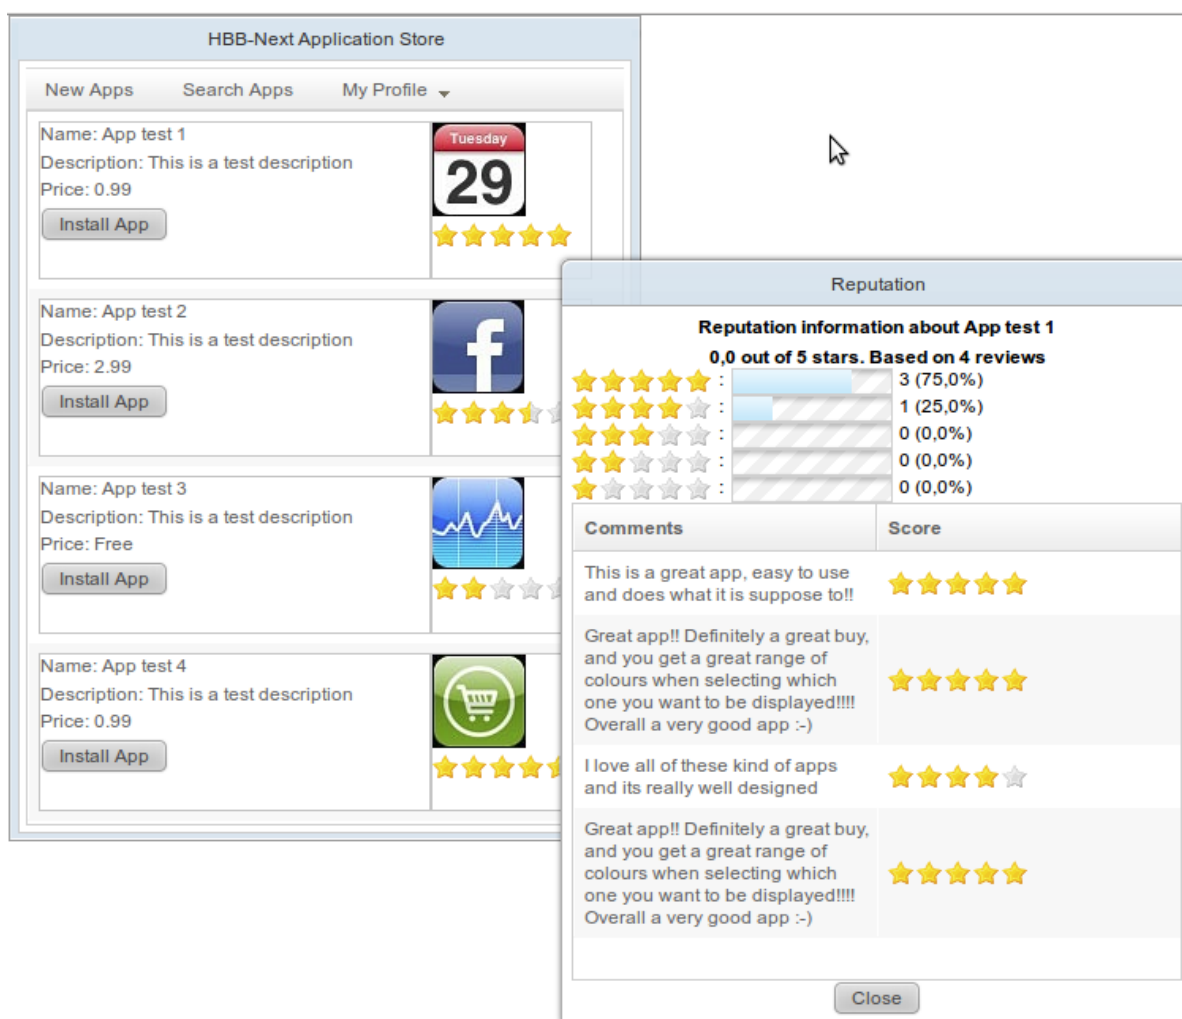 HBB-Next Application Store
New Apps Search Apps My Profile
Name: App test 1
Description: This is a test description
Price: 0.99
Install App
Tuesday
29
Name: App test 2
Description: This is a test description
Price: 2.99
Install App
f
Name: App test 3
Description: This is a test description
Price: Free
Install App
Name: App test 4
Description: This is a test description
Price: 0.99
Install App
Reputation
Reputation information about App test 1
0,0 out of 5 stars. Based on 4 reviews
: 3 (75,0%)
: 1 (25,0%)
: 0 (0,0%)
: 0 (0,0%)
: 0 (0,0%)
Comments Score
This is a great app, easy to use
and does what it is suppose to!!
Great app!! Definitely a great buy,
and you get a great range of
colours when selecting which
one you want to be displayed!!!!
Overall a very good app :-)
I love all of these kind of apps
and its really well designed
Great app!! Definitely a great buy,
and you get a great range of
colours when selecting which
one you want to be displayed!!!!
Overall a very good app :-)
Close